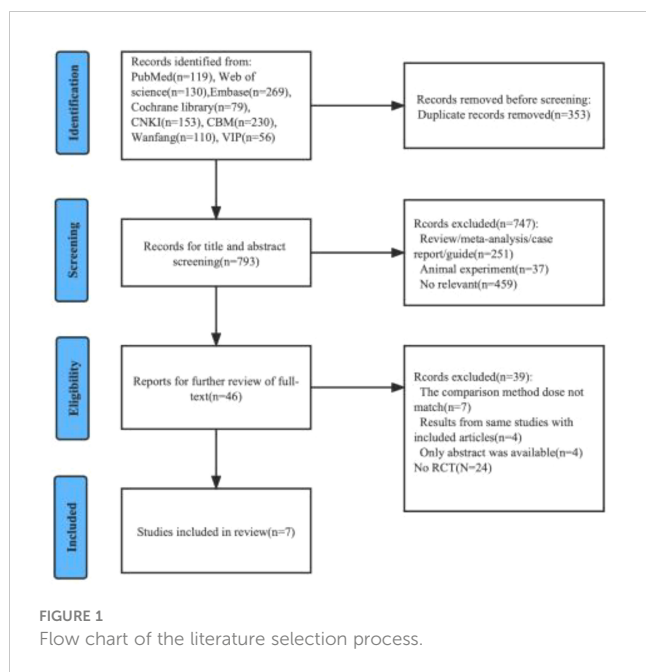 Identification
Records identified from:
PubMed(n=119), Web of
science(n=130),Embase(n=269),
Cochrane library(n=79),
CNKI(n=153), CBM(n=230),
Wanfang(n=110), VIP(n=56)
Records removed before screening:
Duplicate records removed(n=353)
Screening
Records for title and abstract
screening(n=793)
Rcords excluded(n=747):
Review/meta-analysis/case
report/guide(n=251)
Animal experiment(n=37)
No relevant(n=459)
Eligibility
Reports for further review of full-
text(n=46)
Rcords excluded(n=39):
The comparison method dose not
match(n=7)
Results from same studies with
included articles(n=4)
Only abstract was available(n=4)
No RCT(N=24)
Included
Studies included in review(n=7)
FIGURE 1
Flow chart of the literature selection process.